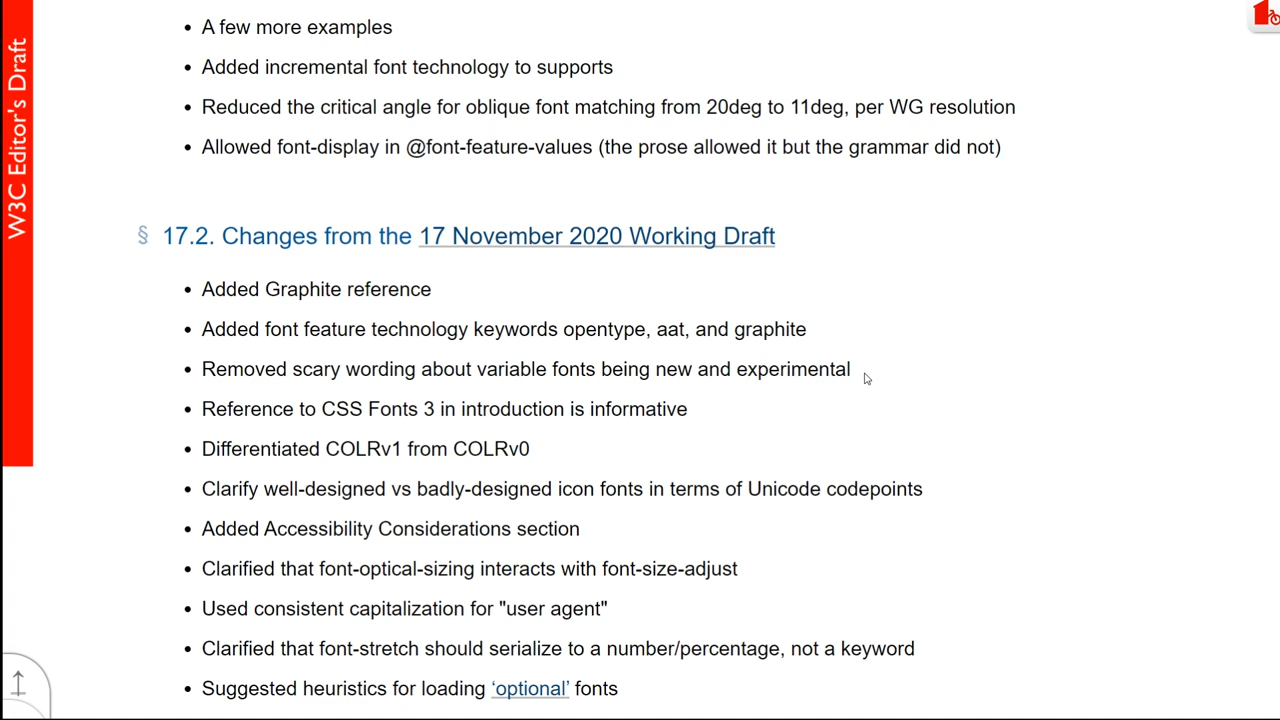 W3C Editor's Draft
• A few more examples
• Added incremental font technology to supports
• Reduced the critical angle for oblique font matching from 20deg to 11deg, per WG resolution
• Allowed font-display in @font-feature-values (the prose allowed it but the grammar did not)
§ 17.2. Changes from the 17 November 2020 Working Draft
• Added Graphite reference
• Added font feature technology keywords opentype, aat, and graphite
• Removed scary wording about variable fonts being new and experimental
• Reference to CSS Fonts 3 in introduction is informative
• Differentiated COLRv1 from COLRv0
• Clarify well-designed vs badly-designed icon fonts in terms of Unicode codepoints
• Added Accessibility Considerations section
• Clarified that font-optical-sizing interacts with font-size-adjust
• Used consistent capitalization for "user agent"
• Clarified that font-stretch should serialize to a number/percentage, not a keyword
• Suggested heuristics for loading ‘optional’ fonts